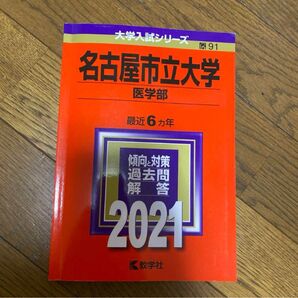 大学入試シリーズ
91
名古屋市立大学
医学部
最近6カ年
傾向と対策
過去問
解答
2021
教学社